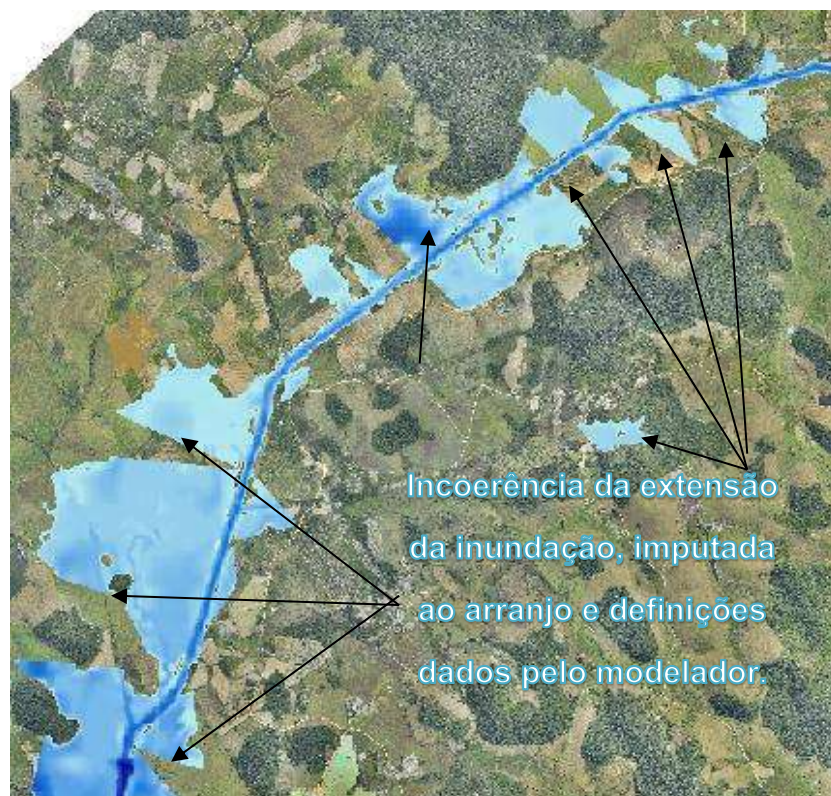 Incoerência da extensão
da inundação, imputada
ao arranjo e definições
dados pelo modelador.